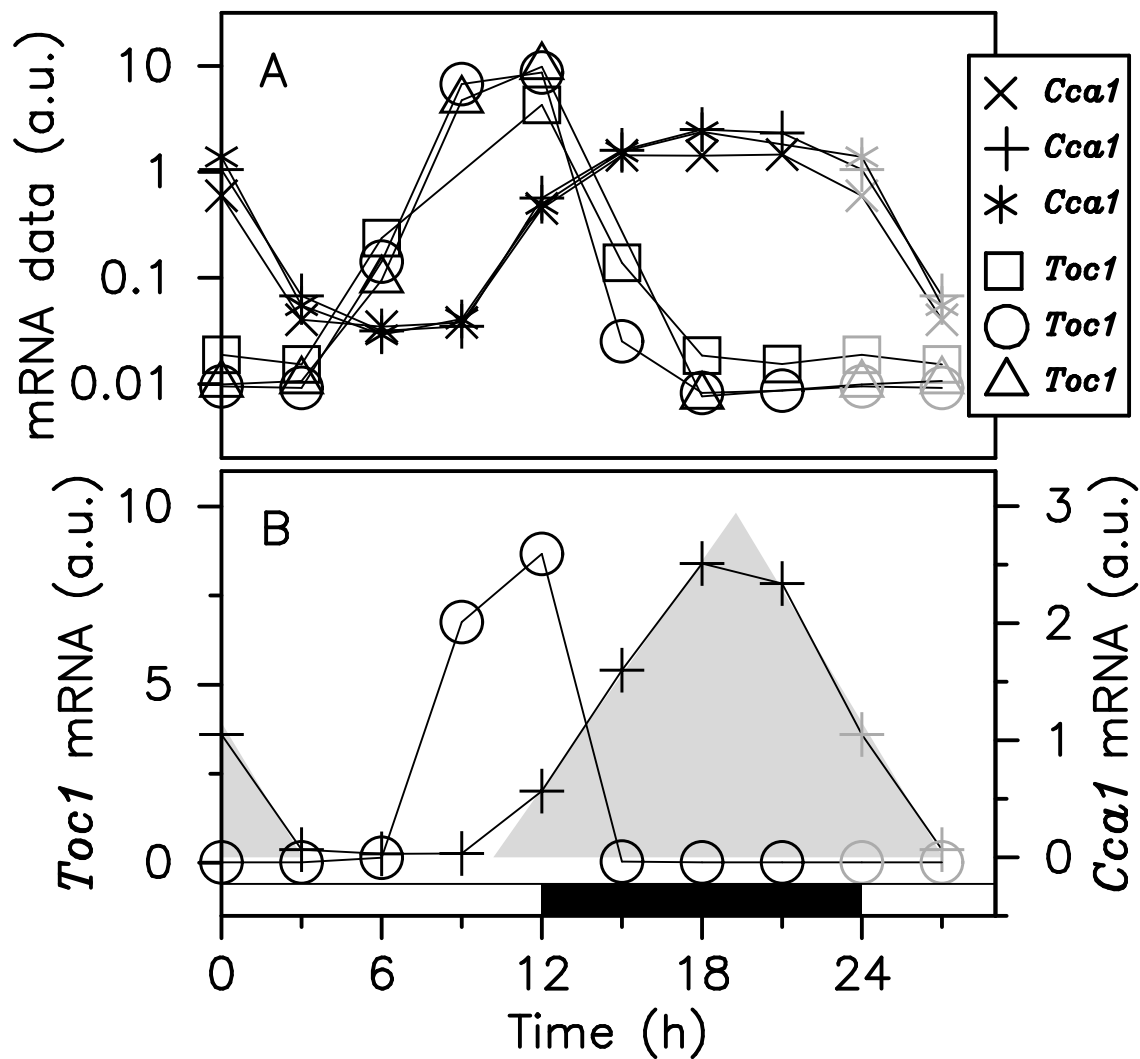 mRNA data (a.u.)
10
1
0.1
0.01
A
Cca1
Cca1
Cca1
Toc1
Toc1
Toc1
Toc1 mRNA (a.u.)
10
5
0
B
3
2
1
0
Cca1 mRNA (a.u.)
0 6 12 18 24
Time (h)